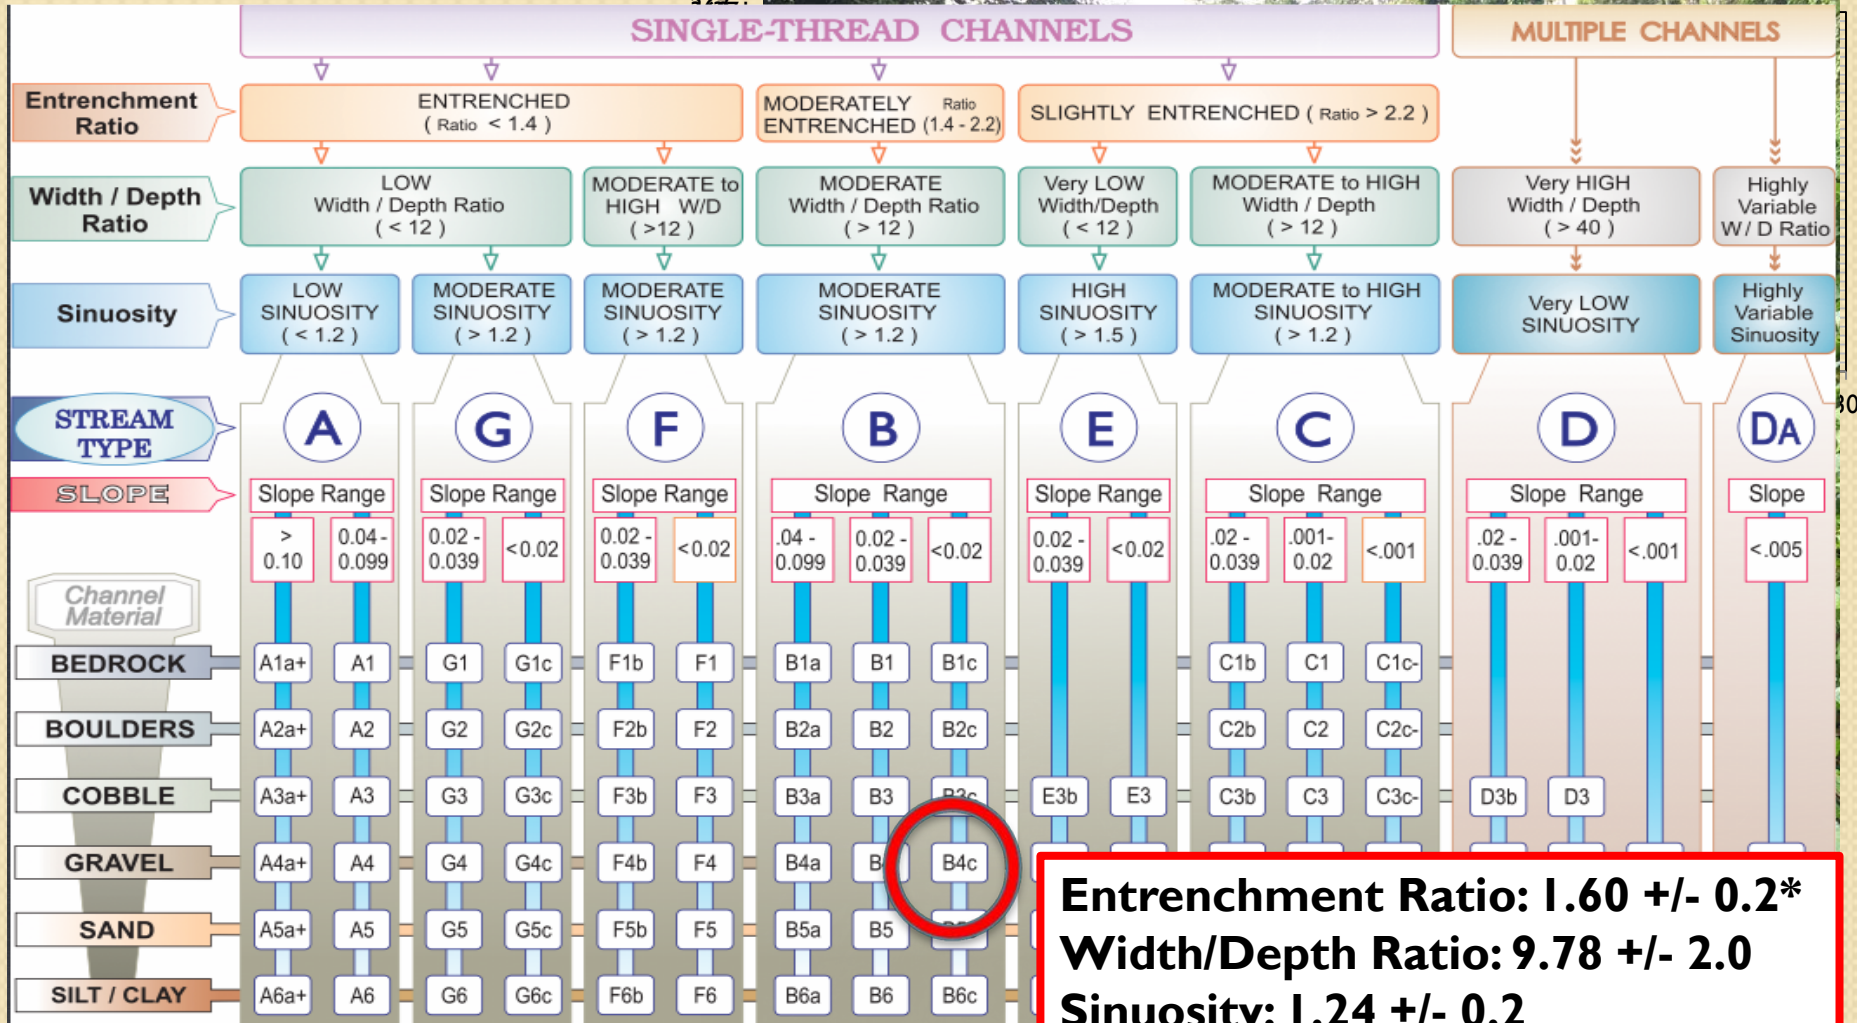 SINGLE-THREAD CHANNELS
MULTIPLE CHANNELS
Entrenchment
Ratio
ENTRENCHED
( Ratio < 1.4 )
MODERATELY Ratio
ENTRENCHED (1.4 - 2.2)
SLIGHTLY ENTRENCHED ( Ratio > 2.2 )
Width / Depth
Ratio
LOW
Width / Depth Ratio
( < 12 )
MODERATE to
HIGH W/D
( >12 )
MODERATE
Width / Depth Ratio
( > 12 )
Very LOW
Width/Depth
( < 12 )
MODERATE to HIGH
Width / Depth
( > 12 )
Very HIGH
Width / Depth
( > 40 )
Highly
Variable
W / D Ratio
Sinuosity
LOW
SINUOSITY
( < 1.2 )
MODERATE
SINUOSITY
( > 1.2 )
MODERATE
SINUOSITY
( > 1.2 )
MODERATE
SINUOSITY
( > 1.2 )
HIGH
SINUOSITY
( > 1.5 )
MODERATE to HIGH
SINUOSITY
( > 1.2 )
Very LOW
SINUOSITY
Highly
Variable
Sinuosity
STREAM
TYPE
A G F B E C D DA
SLOPE
Slope Range Slope Range Slope Range Slope Range Slope Range Slope Range Slope Range Slope
>
0.10
0.04 -
0.099
0.02 -
0.039
<0.02
0.02 -
0.039
<0.02
.04 -
0.099
0.02 -
0.039
<0.02
0.02 -
0.039
<0.02
.02 -
0.039
.001-
0.02
<.001
.02 -
0.039
.001-
0.02
<.001
<.005
Channel
Material
BEDROCK A1a+ A1 G1 G1c F1b F1 B1a B1 B1c C1b C1 C1c-
BOULDERS A2a+ A2 G2 G2c F2b F2 B2a B2 B2c C2b C2 C2c-
COBBLE A3a+ A3 G3 G3c F3b F3 B3a B3 B3c E3b E3 C3b C3 C3c- D3b D3
GRAVEL A4a+ A4 G4 G4c F4b F4 B4a B4c
SAND A5a+ A5 G5 G5c F5b F5 B5a B5
SILT / CLAY A6a+ A6 G6 G6c F6b F6 B6a B6 B6c
Entrenchment Ratio: 1.60 +/- 0.2*
Width/Depth Ratio: 9.78 +/- 2.0
Sinuosity: 1.24 +/- 0.2